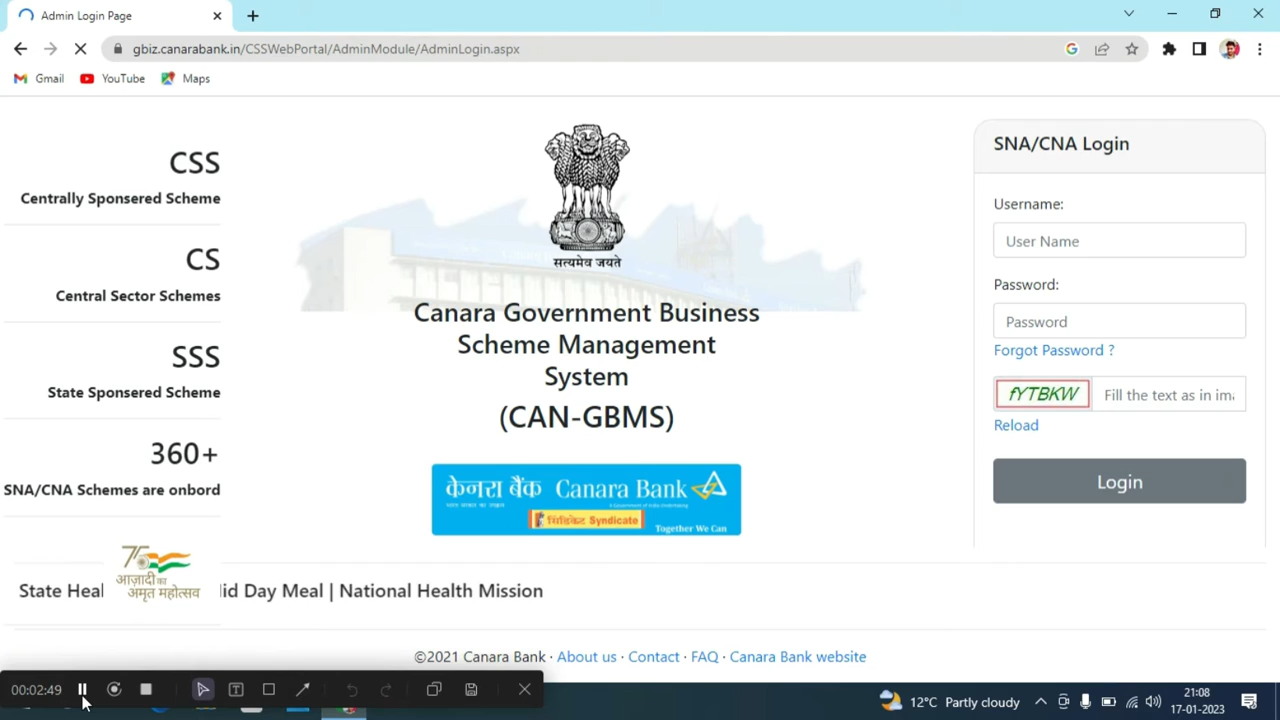 Admin Login Page
gbiz.canarabank.in/CSSWebPortal/AdminModule/AdminLogin.aspx
Gmail YouTube Maps
CSS
Centrally Sponsered Scheme
CS
Central Sector Schemes
SSS
State Sponsered Scheme
360+
SNA/CNA Schemes are onbord
सत्यमेव जयते
Canara Government Business
Scheme Management
System
(CAN-GBMS)
केनरा बैंक Canara Bank
सिंडिकेट Syndicate
Together We Can
SNA/CNA Login
Username:
User Name
Password:
Password
Forgot Password ?
fYTBKW Fill the text as in ima
Reload
Login
75
आज़ादी का
अमृत महोत्सव
State Heal id Day Meal | National Health Mission
©2021 Canara Bank · About us · Contact · FAQ · Canara Bank website
00:02:49
12°C Partly cloudy
21:08
17-01-2023